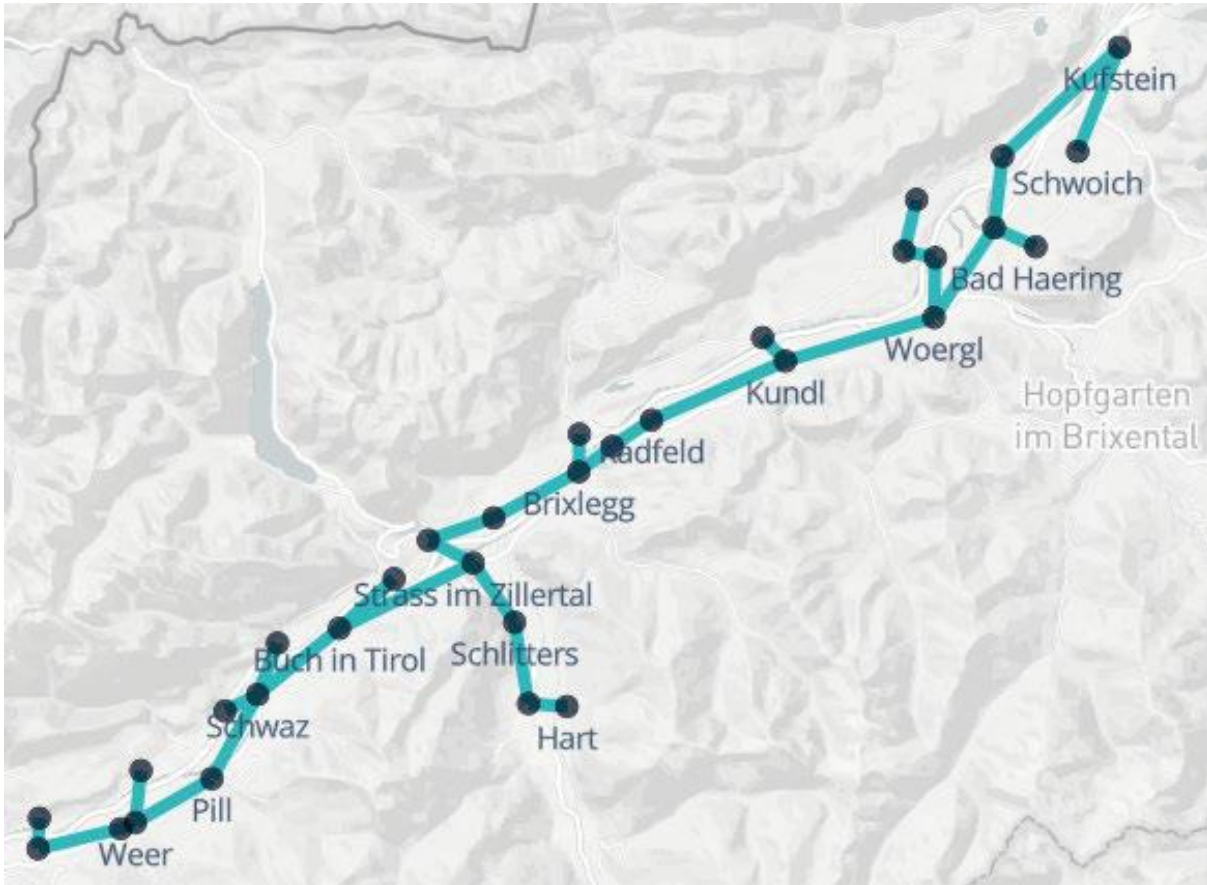 Kufstein
Schwoich
Bad Haering
Woergl
Kundl
Hopfgarten
im Brixental
Radfeld
Brixlegg
Strass im Zillertal
Buch in Tirol
Schlitters
Schwaz
Hart
Pill
Weer